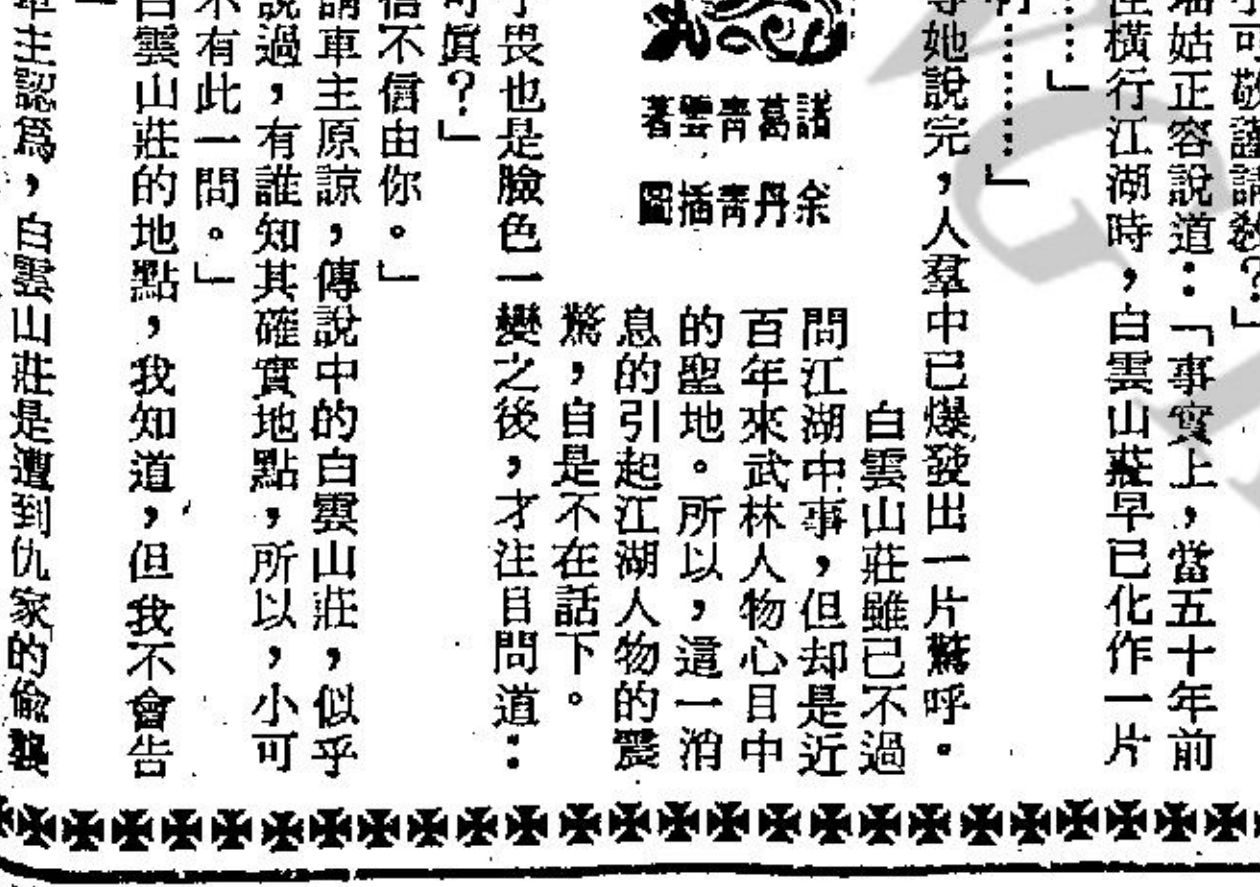 小可敬謹請敎？」
瑶姑正容說道：「事實上，當五十年前
性橫行江湖時，白雲山莊早已化作一片
……」
啊………」
等她說完，人羣中已爆發出一片驚呼。
白雲山莊雖已不過
問江湖中事，但却是近
百年來武林人物心目中
的聖地。所以，這一消
息的引起江湖人物的震
驚，自是不在話下。
諸葛青雲著
余丹青插圖
子畏也是臉色一變之後，才注目問道：
可眞？」
信不信由你。」
請車主原諒，傳說中的白雲山莊，似乎
說過，有誰知其確實地點，所以，小可
不有此一問。」
白雲山莊的地點，我知道，但我不會告
」
車主認爲，白雲山莊是遭到仇家的偸襲